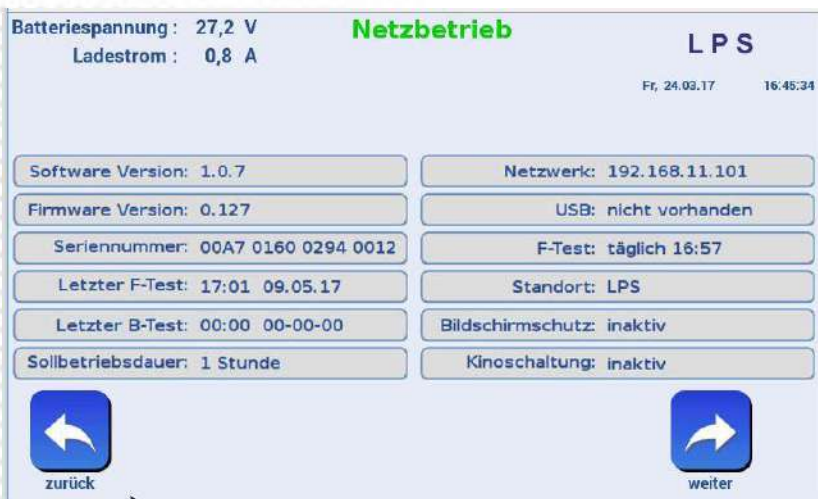 Batteriespannung : 27,2 V
Ladestrom : 0,8 A
Netzbetrieb
LPS
Fr, 24.03.17 16:45:34
Software Version: 1.0.7
Firmware Version: 0.127
Seriennummer: 00A7 0160 0294 0012
Letzter F-Test: 17:01 09.05.17
Letzter B-Test: 00:00 00-00-00
Sollbetriebsdauer: 1 Stunde
Netzwerk: 192.168.11.101
USB: nicht vorhanden
F-Test: täglich 16:57
Standort: LPS
Bildschirmschutz: inaktiv
Kinoschaltung: inaktiv
zurück
weiter